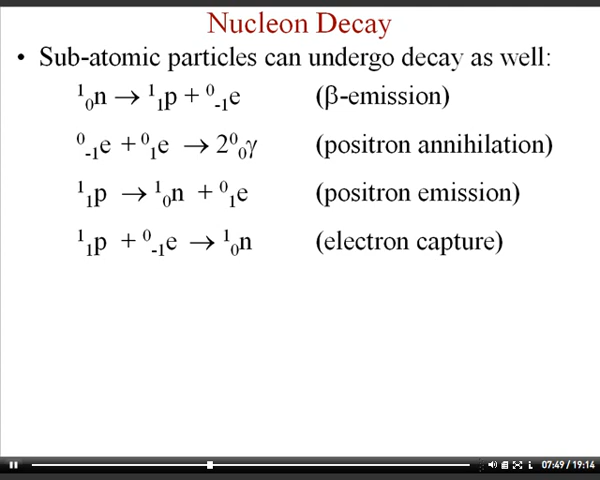 Nucleon Decay
• Sub-atomic particles can undergo decay as well:
¹₀n → ¹₁p + ⁰₋₁e (β-emission)
⁰₋₁e + ⁰₁e → 2⁰₀γ (positron annihilation)
¹₁p → ¹₀n + ⁰₁e (positron emission)
¹₁p + ⁰₋₁e → ¹₀n (electron capture)
07:49 / 19:14